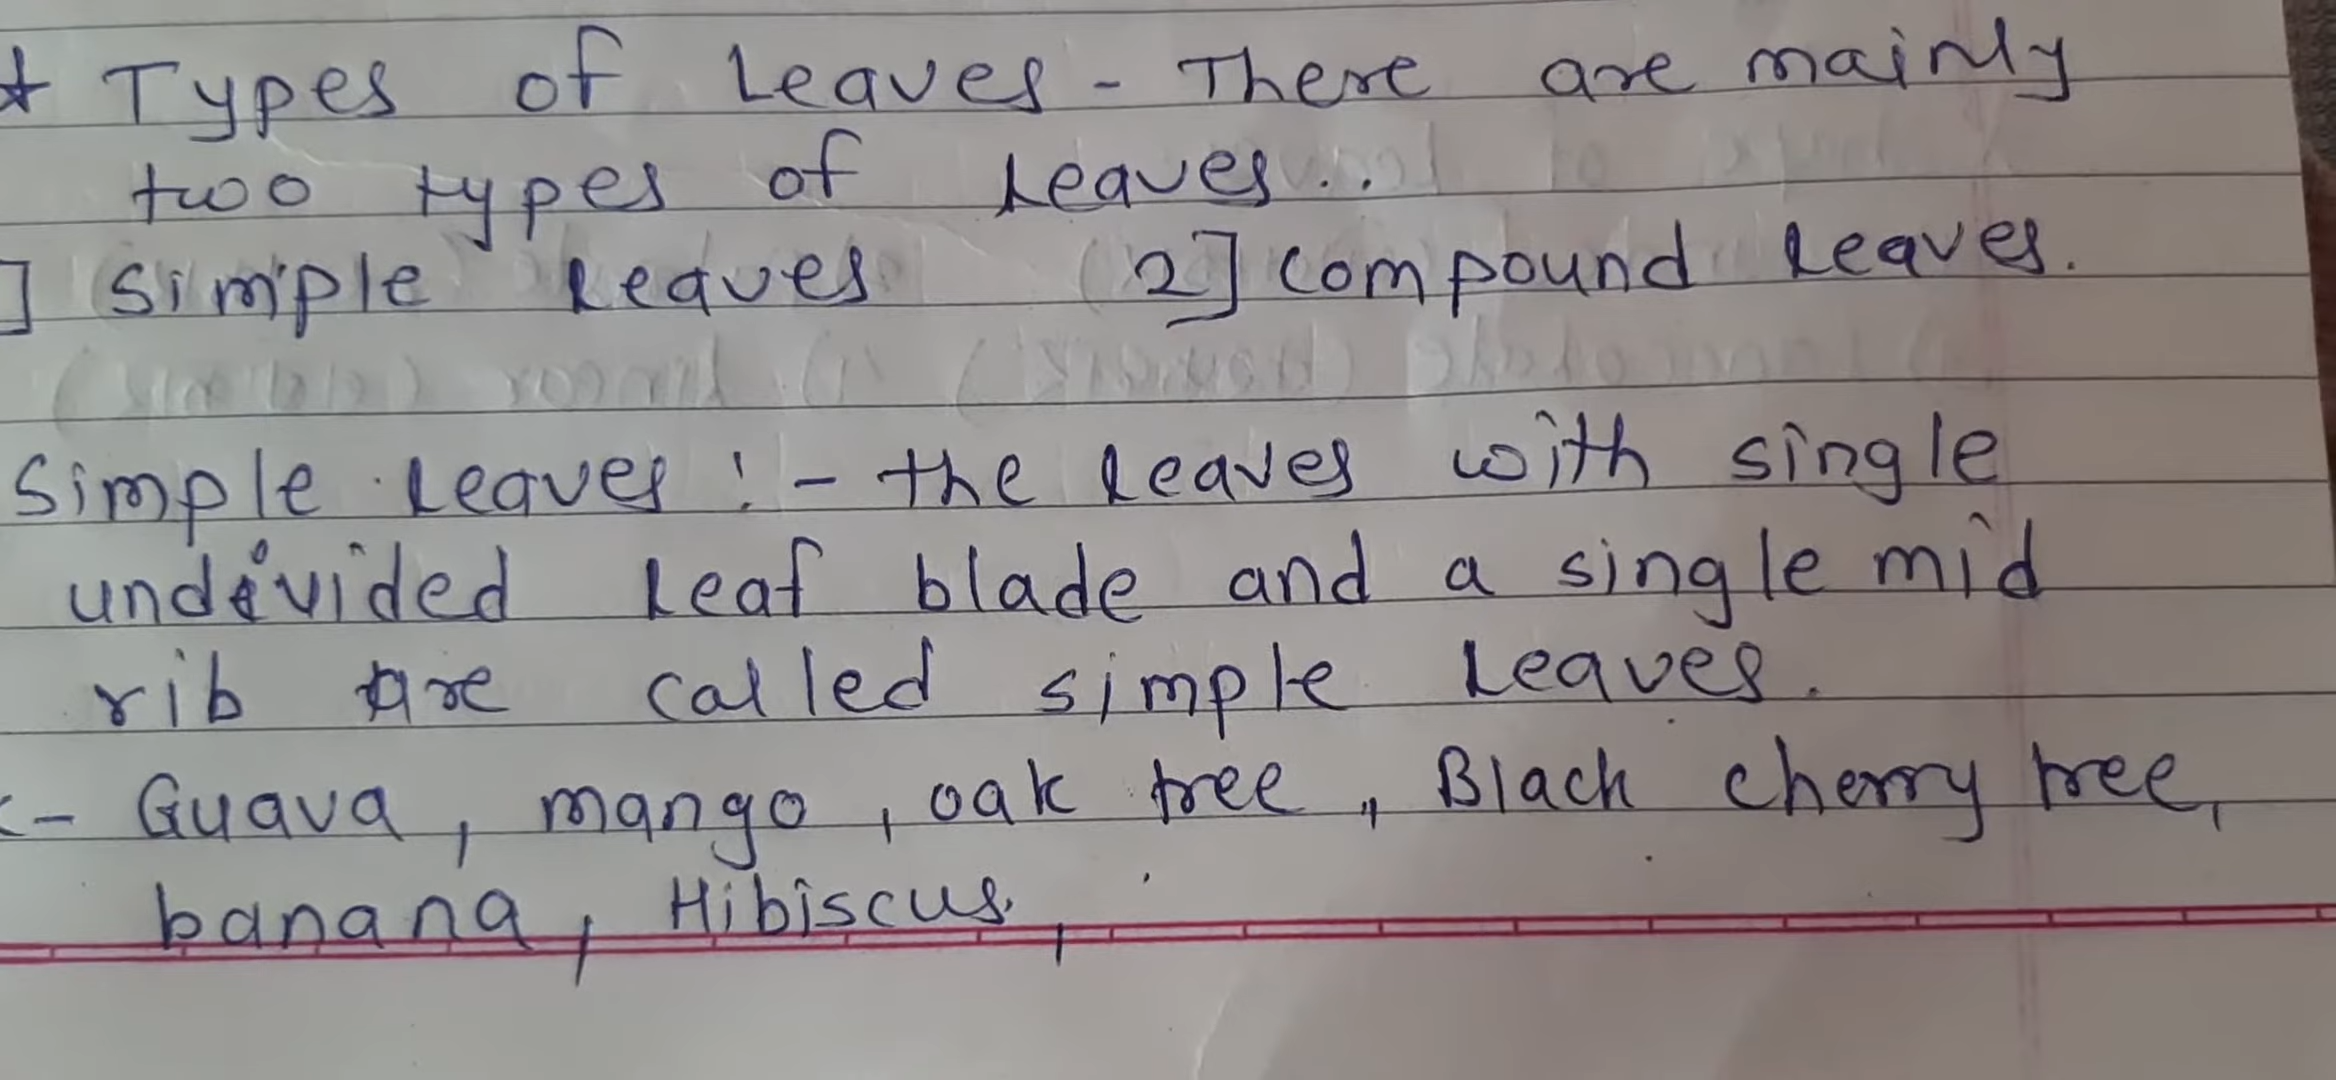 * Types of Leaves - There are mainly
two types of Leaves..
] Simple Leaves 2] compound Leaves.
Simple Leaves :- the Leaves with single
undivided Leaf blade and a single mid
rib are called simple Leaves.
- Guava, mango, oak tree, Black cherry tree,
banana, Hibiscus,